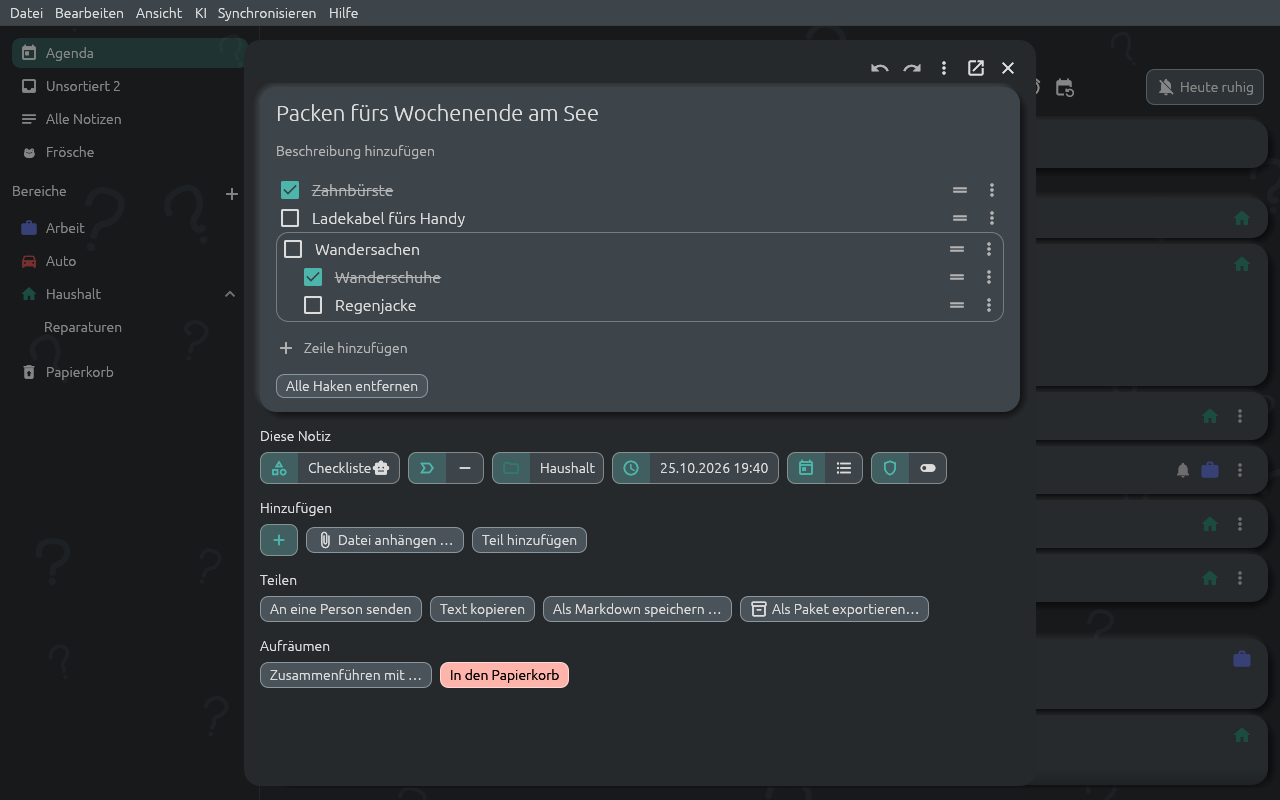 Datei Bearbeiten Ansicht KI Synchronisieren Hilfe
Agenda
Unsortiert 2
Alle Notizen
Frösche
Bereiche
Arbeit
Auto
Haushalt
Reparaturen
Papierkorb
Heute ruhig
Packen fürs Wochenende am See
Beschreibung hinzufügen
Zahnbürste
Ladekabel fürs Handy
Wandersachen
Wanderschuhe
Regenjacke
Zeile hinzufügen
Alle Haken entfernen
Diese Notiz
Checkliste Haushalt 25.10.2026 19:40
Hinzufügen
Datei anhängen … Teil hinzufügen
Teilen
An eine Person senden Text kopieren Als Markdown speichern … Als Paket exportieren…
Aufräumen
Zusammenführen mit … In den Papierkorb